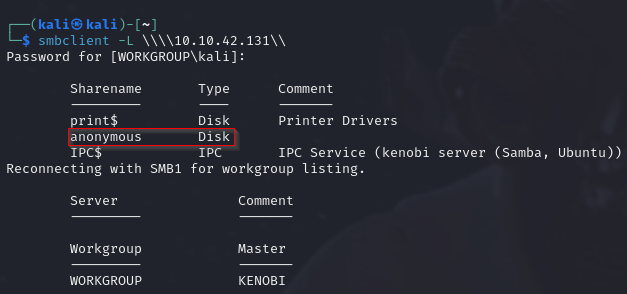 ┌──(kali㉿kali)-[~]
└─$ smbclient -L \\\\10.10.42.131\\
Password for [WORKGROUP\kali]:
Sharename Type Comment
--------- ---- -------
print$ Disk Printer Drivers
anonymous Disk
IPC$ IPC IPC Service (kenobi server (Samba, Ubuntu))
Reconnecting with SMB1 for workgroup listing.
Server Comment
--------- -------
Workgroup Master
--------- -------
WORKGROUP KENOBI